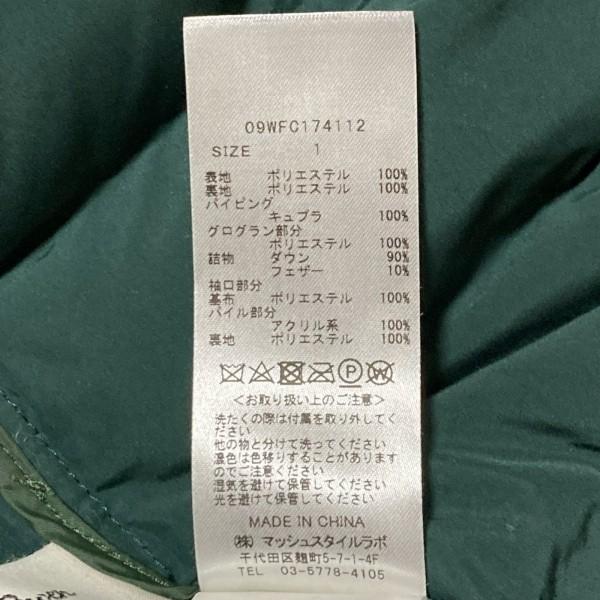 09WFC174112
SIZE 1
表地 ポリエステル 100%
裏地 ポリエステル 100%
パイピング
キュプラ 100%
グログラン部分
ポリエステル 100%
詰物 ダウン 90%
フェザー 10%
袖口部分
基布 ポリエステル 100%
パイル部分
アクリル系 100%
裏地 ポリエステル 100%
P W
<お取り扱い上のご注意>
洗たくの際は付属を取り外してく
ださい
他の物と分けて洗ってください
濃色は色移りすることがあります
のでご注意ください
湿気を避けて保管してください
光を避けて保管してください
MADE IN CHINA
(株) マッシュスタイルラボ
千代田区麹町5-7-1-4F
TEL 03-5778-4105